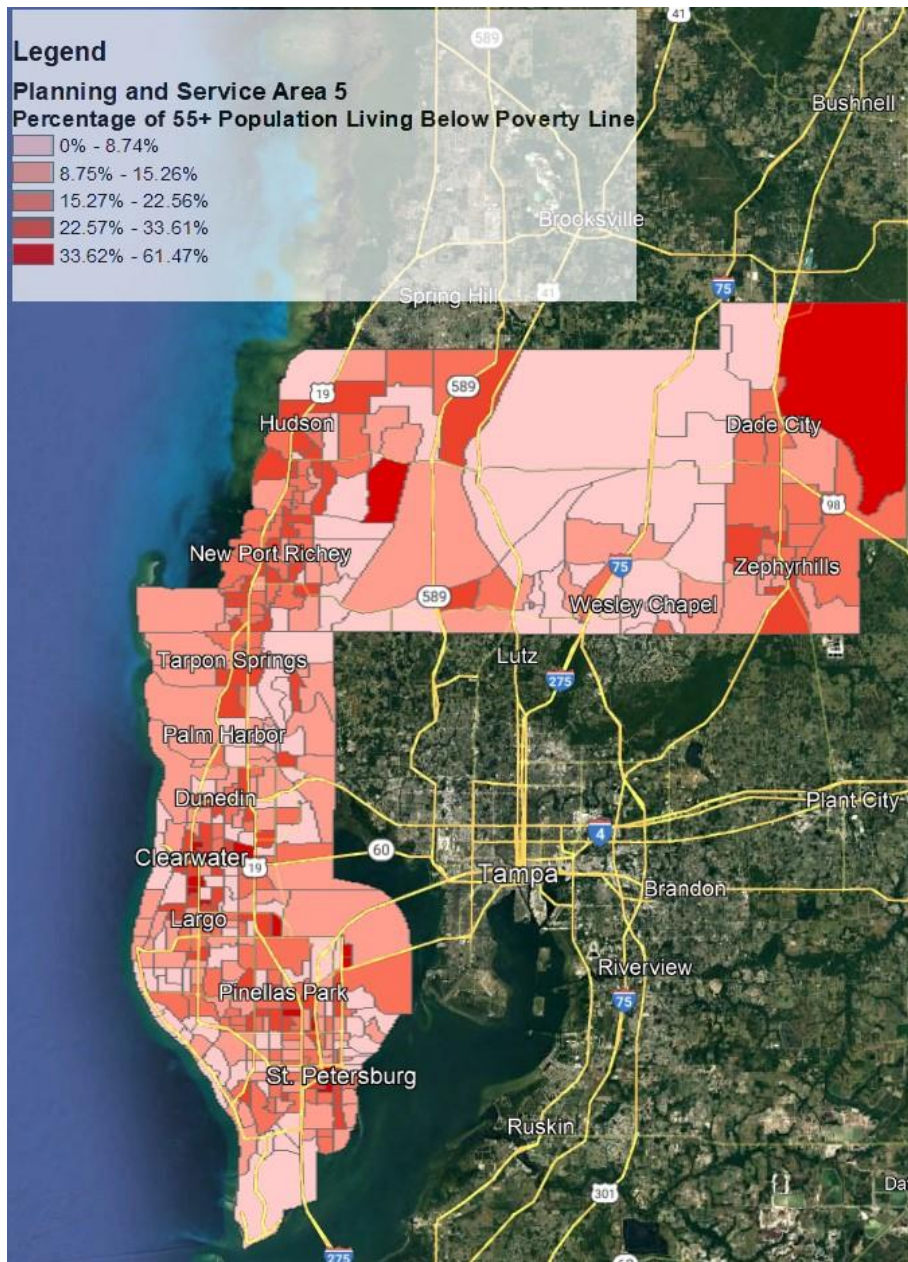 41
589
Legend
Planning and Service Area 5
Percentage of 55+ Population Living Below Poverty Line
0% - 8.74%
8.75% - 15.26%
15.27% - 22.56%
22.57% - 33.61%
33.62% - 61.47%
Bushnell
Brooksville
75
Spring Hill
41
19
589
Hudson
Dade City
98
New Port Richey
75
Zephyrhills
589
Wesley Chapel
Tarpon Springs
Lutz
275
Palm Harbor
Dunedin
Plant City
4
60
Clearwater
19
Tampa
Brandon
Largo
Riverview
Pinellas Park
75
St. Petersburg
Ruskin
Da
301
275